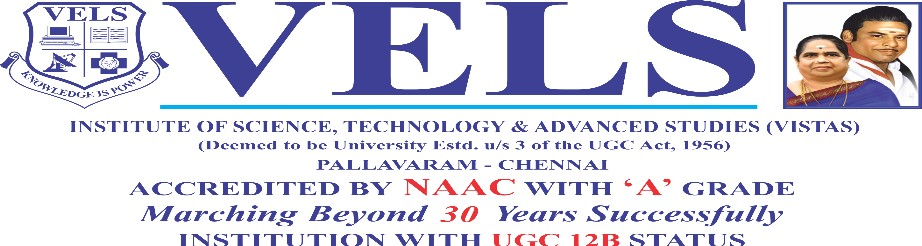 VELS
KNOWLEDGE IS POWER
VELS
INSTITUTE OF SCIENCE, TECHNOLOGY & ADVANCED STUDIES (VISTAS)
(Deemed to be University Estd. u/s 3 of the UGC Act, 1956)
PALLAVARAM - CHENNAI
ACCREDITED BY NAAC WITH ‘A’ GRADE
Marching Beyond 30 Years Successfully
INSTITUTION WITH UGC 12B STATUS